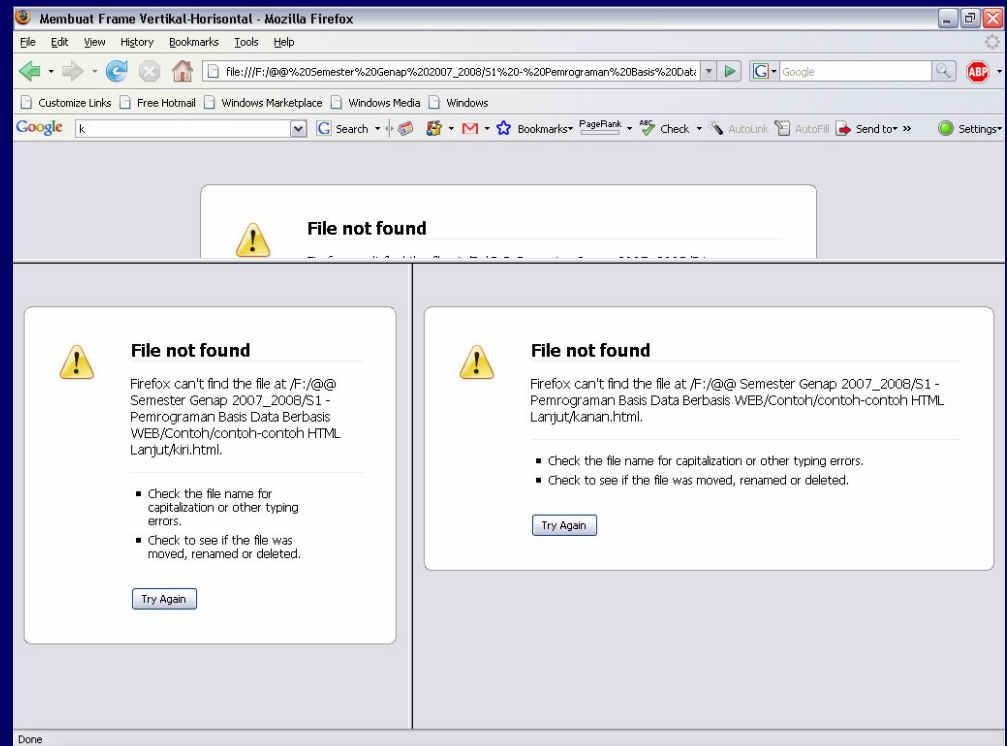 Membuat Frame Vertikal-Horisontal - Mozilla Firefox
File Edit View History Bookmarks Tools Help
file:///F:/@@%20Semester%20Genap%202007_2008/S1%20-%20Pemrograman%20Basis%20Data
G Google ABP
Customize Links Free Hotmail Windows Marketplace Windows Media Windows
Google k G Search Bookmarks PageRank ABC Check AutoLink AutoFill Send to Settings
File not found
File not found
Firefox can't find the file at /F:/@@
Semester Genap 2007_2008/S1 -
Pemrograman Basis Data Berbasis
WEB/Contoh/contoh-contoh HTML
Lanjut/kiri.html.
Check the file name for
capitalization or other typing
errors.
Check to see if the file was
moved, renamed or deleted.
Try Again
File not found
Firefox can't find the file at /F:/@@ Semester Genap 2007_2008/S1 -
Pemrograman Basis Data Berbasis WEB/Contoh/contoh-contoh HTML
Lanjut/kanan.html.
Check the file name for capitalization or other typing errors.
Check to see if the file was moved, renamed or deleted.
Try Again
Done